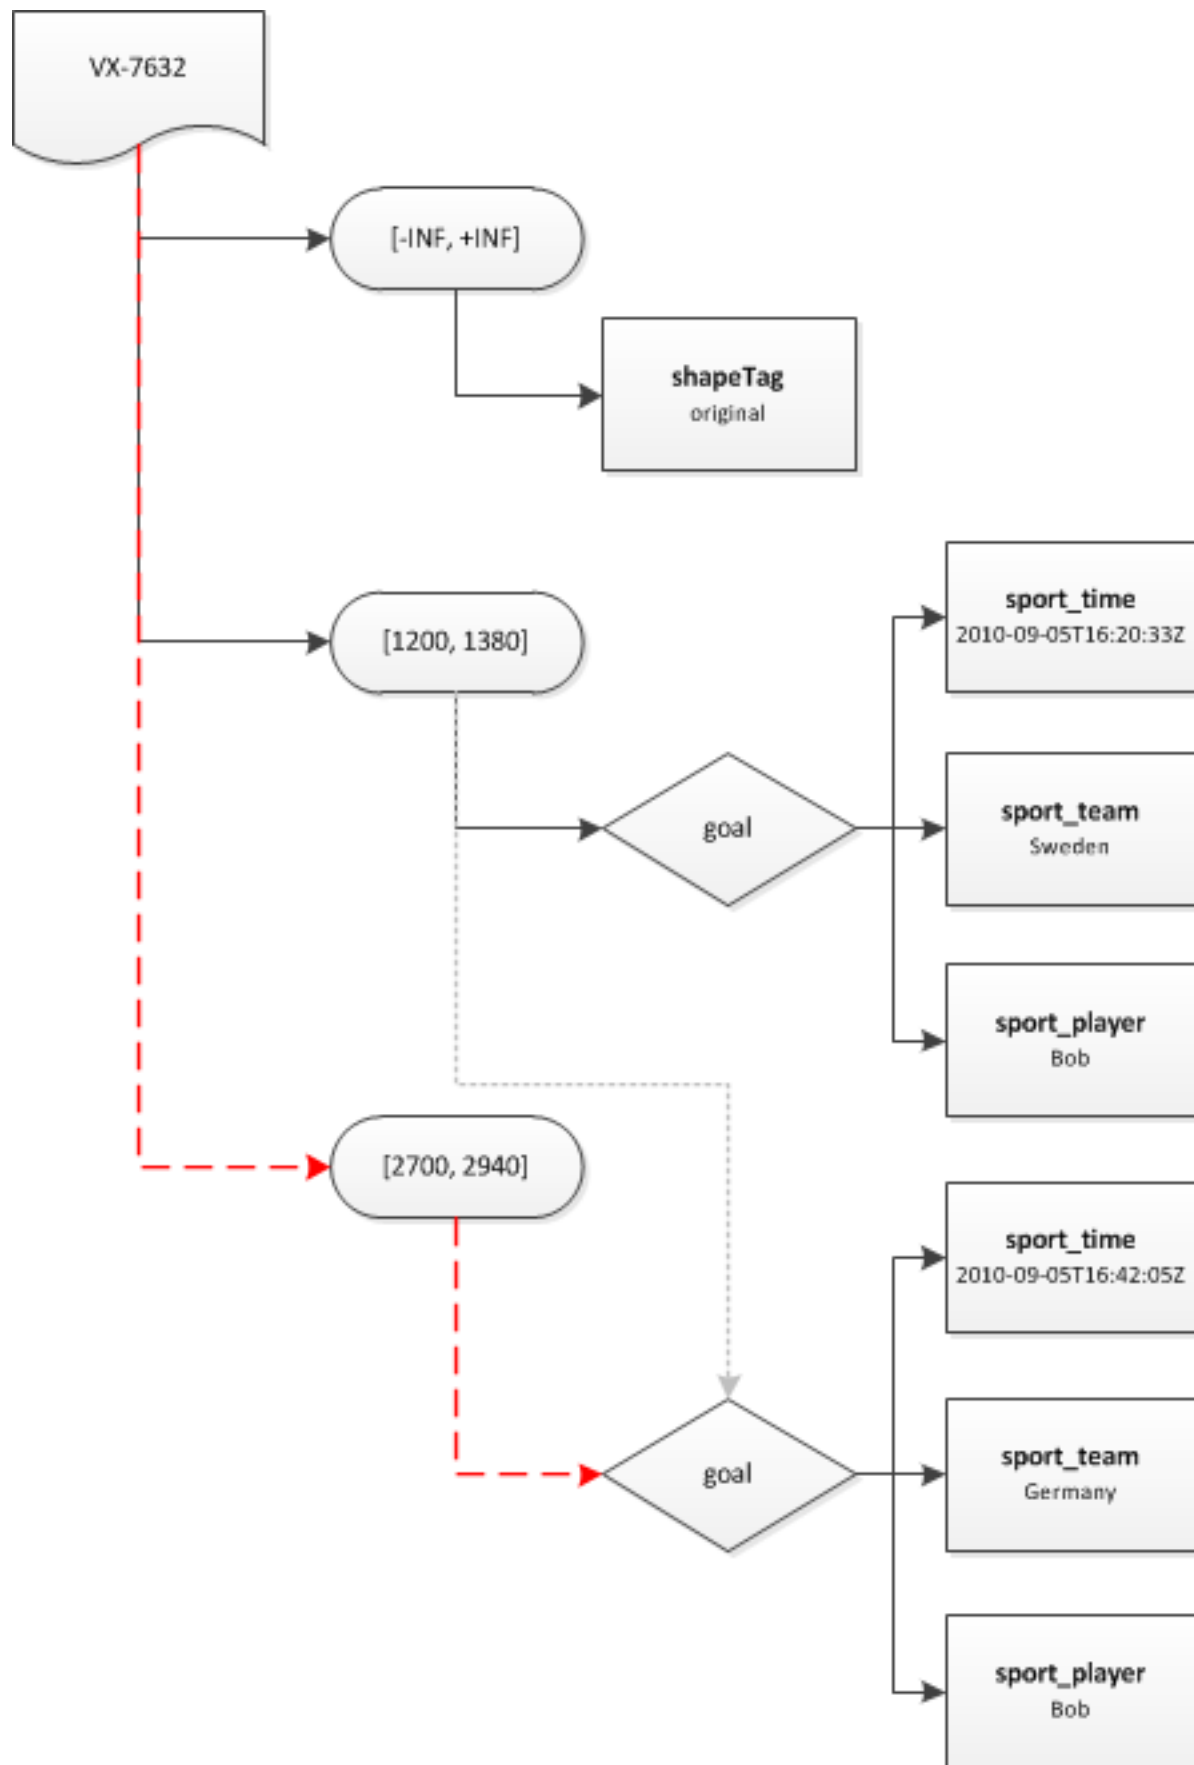 VX-7632
[-INF, +INF]
shapeTag
original
[1200, 1380]
sport_time
2010-09-05T16:20:33Z
goal
sport_team
Sweden
sport_player
Bob
[2700, 2940]
sport_time
2010-09-05T16:42:05Z
goal
sport_team
Germany
sport_player
Bob